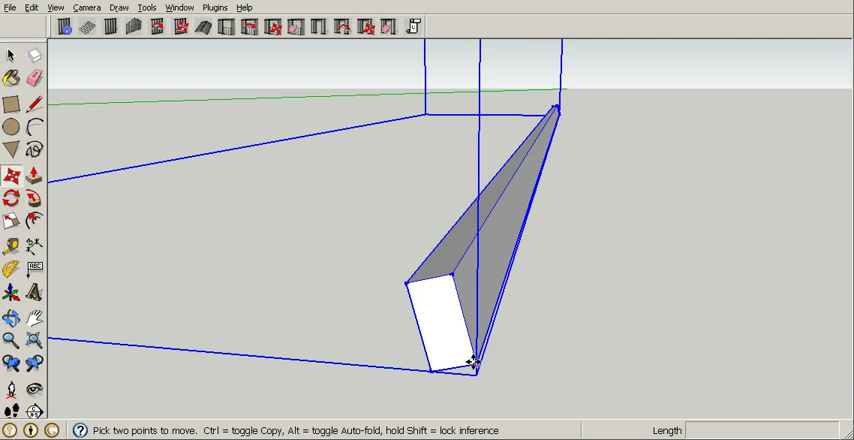 File Edit View Camera Draw Tools Window Plugins Help
ABC
Pick two points to move. Ctrl = toggle Copy, Alt = toggle Auto-fold, hold Shift = lock inference
Length